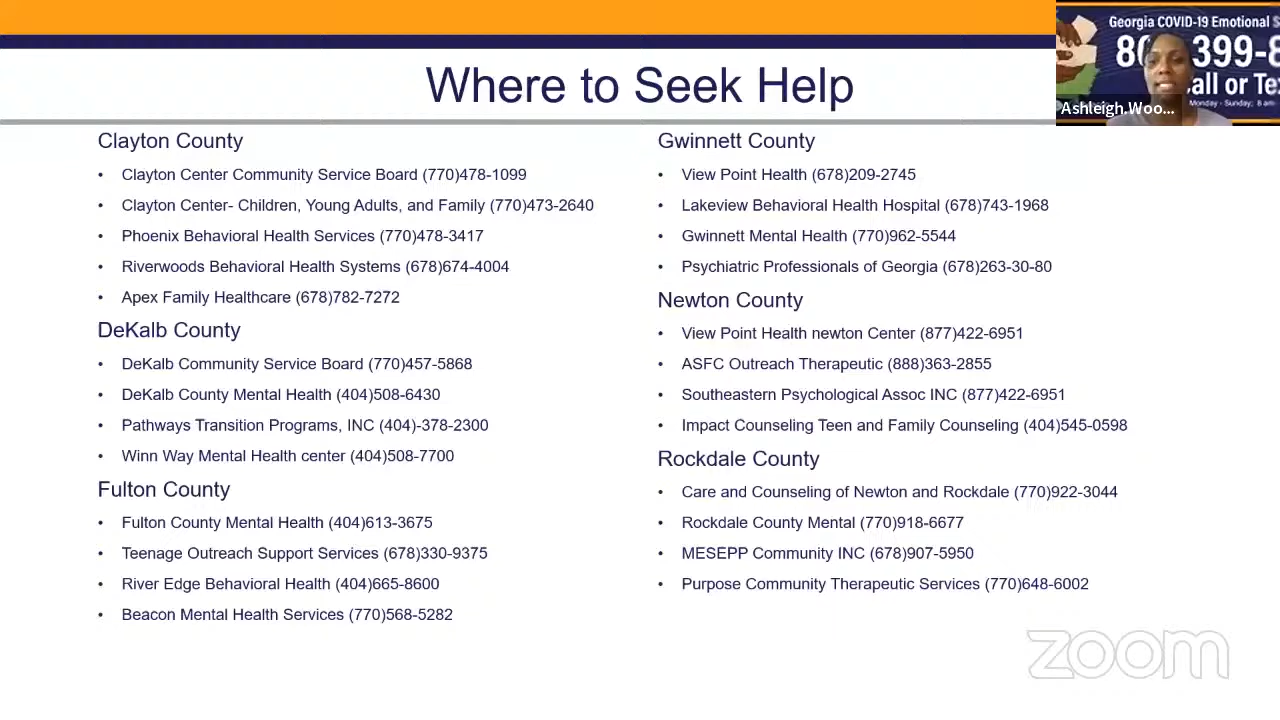 Where to Seek Help
Clayton County
• Clayton Center Community Service Board (770)478-1099
• Clayton Center- Children, Young Adults, and Family (770)473-2640
• Phoenix Behavioral Health Services (770)478-3417
• Riverwoods Behavioral Health Systems (678)674-4004
• Apex Family Healthcare (678)782-7272
DeKalb County
• DeKalb Community Service Board (770)457-5868
• DeKalb County Mental Health (404)508-6430
• Pathways Transition Programs, INC (404)-378-2300
• Winn Way Mental Health center (404)508-7700
Fulton County
• Fulton County Mental Health (404)613-3675
• Teenage Outreach Support Services (678)330-9375
• River Edge Behavioral Health (404)665-8600
• Beacon Mental Health Services (770)568-5282
Gwinnett County
• View Point Health (678)209-2745
• Lakeview Behavioral Health Hospital (678)743-1968
• Gwinnett Mental Health (770)962-5544
• Psychiatric Professionals of Georgia (678)263-30-80
Newton County
• View Point Health newton Center (877)422-6951
• ASFC Outreach Therapeutic (888)363-2855
• Southeastern Psychological Assoc INC (877)422-6951
• Impact Counseling Teen and Family Counseling (404)545-0598
Rockdale County
• Care and Counseling of Newton and Rockdale (770)922-3044
• Rockdale County Mental (770)918-6677
• MESEPP Community INC (678)907-5950
• Purpose Community Therapeutic Services (770)648-6002
Georgia COVID-19 Emotional
399-8
all or Te
Monday - Sunday; 8 am
Ashleigh.Woo...
zoom